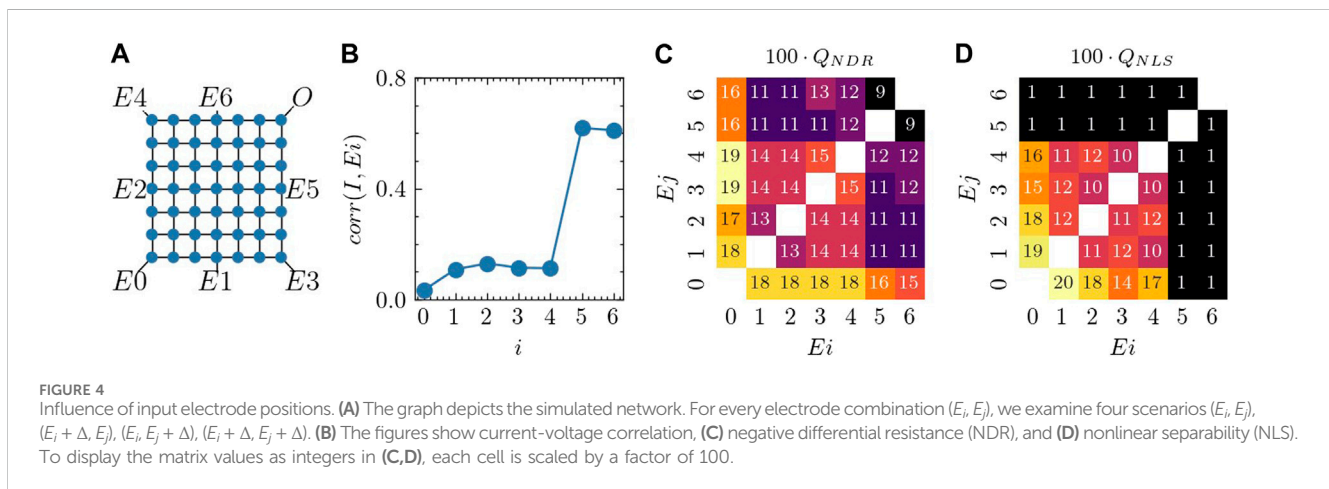 A
E4 E6 O
E2 E5
E0 E1 E3
B
corr(I, Ei)
0.8
0.4
0.0
0 1 2 3 4 5 6
i
C
100 · Q_NDR
Ej
6 16 11 11 13 12 9
5 16 11 11 11 12 9
4 19 14 14 15 12 12
3 19 14 14 15 11 12
2 17 13 14 14 11 11
1 18 13 14 14 11 11
0 18 18 18 18 16 15
0 1 2 3 4 5 6
Ei
D
100 · Q_NLS
Ej
6 1 1 1 1 1 1
5 1 1 1 1 1 1
4 16 11 12 10 1 1
3 15 12 10 10 1 1
2 18 12 11 12 1 1
1 19 11 12 10 1 1
0 20 18 14 17 1 1
0 1 2 3 4 5 6
Ei
FIGURE 4
Influence of input electrode positions. (A) The graph depicts the simulated network. For every electrode combination (Ei, Ej), we examine four scenarios (Ei, Ej),
(Ei + Δ, Ej), (Ei, Ej + Δ), (Ei + Δ, Ej + Δ). (B) The figures show current-voltage correlation, (C) negative differential resistance (NDR), and (D) nonlinear separability (NLS).
To display the matrix values as integers in (C,D), each cell is scaled by a factor of 100.